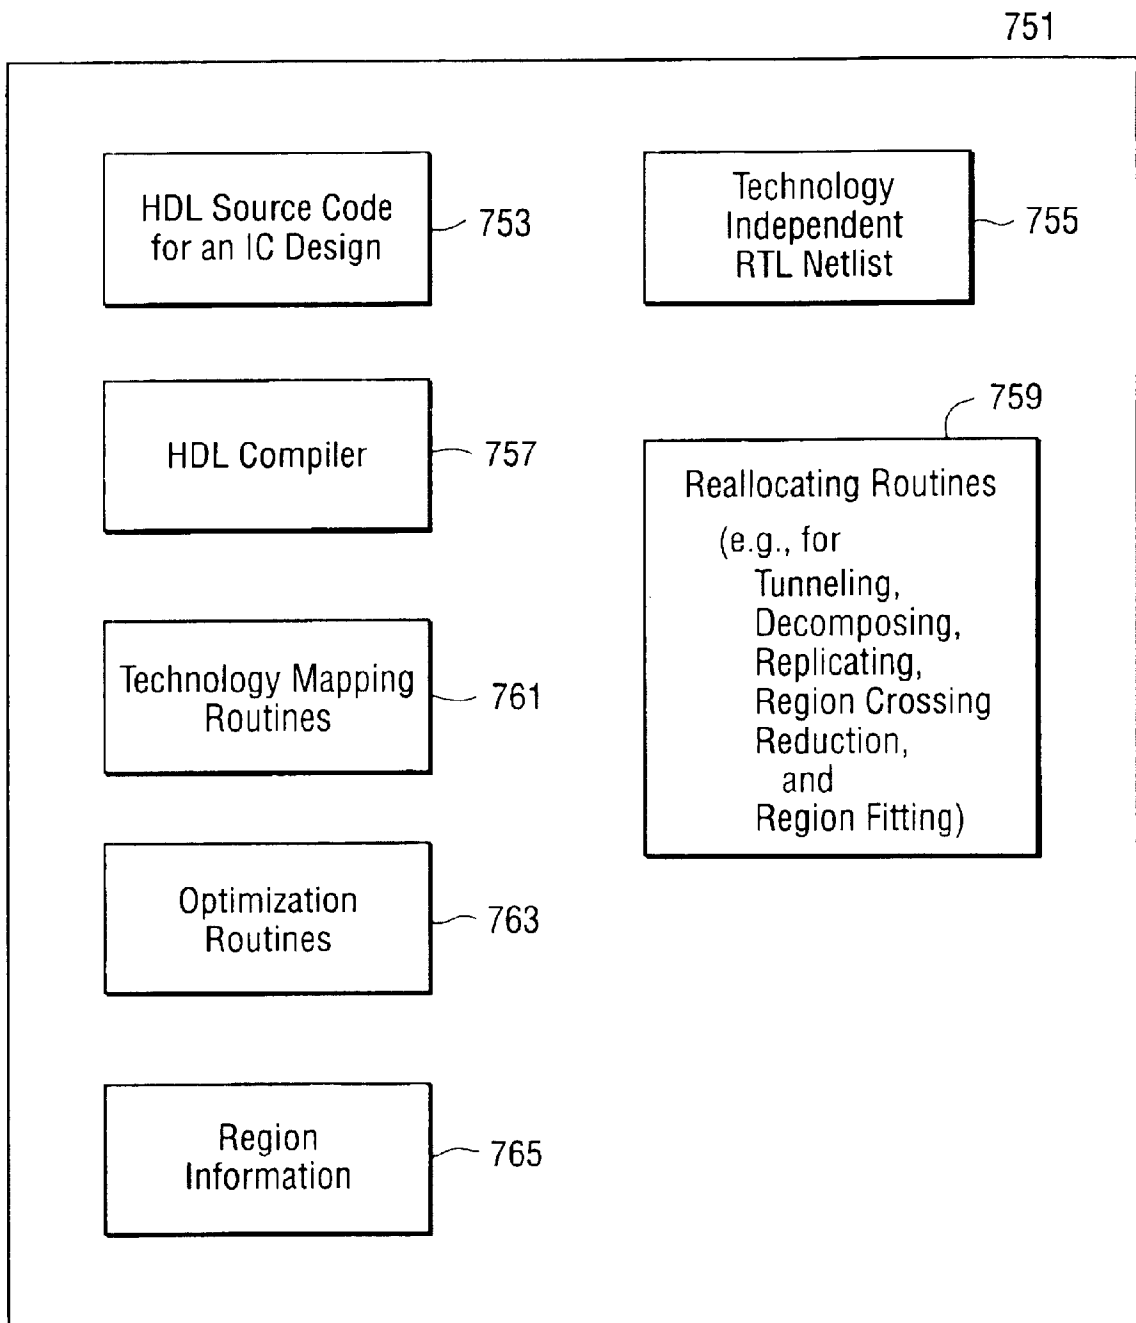 751
HDL Source Code
for an IC Design
753
Technology
Independent
RTL Netlist
755
HDL Compiler
757
759
Reallocating Routines
(e.g., for
Tunneling,
Decomposing,
Replicating,
Region Crossing
Reduction,
and
Region Fitting)
Technology Mapping
Routines
761
Optimization
Routines
763
Region
Information
765